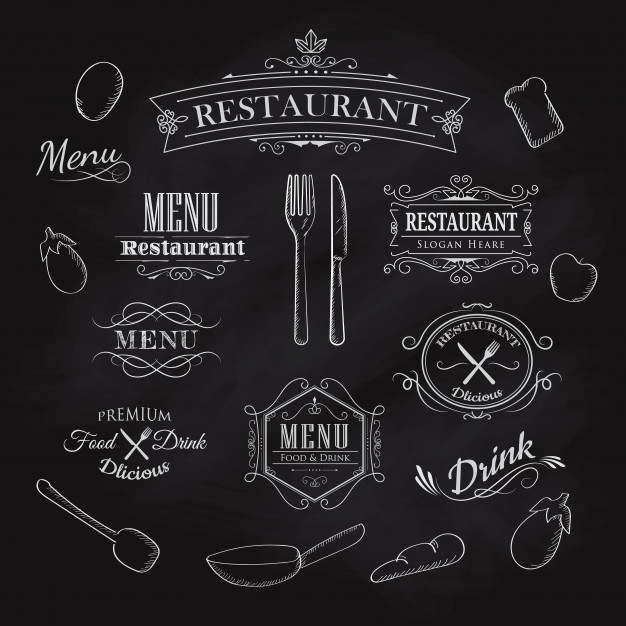 RESTAURANT
Menu
MENU
Restaurant
RESTAURANT
SLOGAN HEARE
MENU
RESTAURANT
Dlicious
PREMIUM
Food Drink
Dlicious
MENU
FOOD & DRINK
Drink